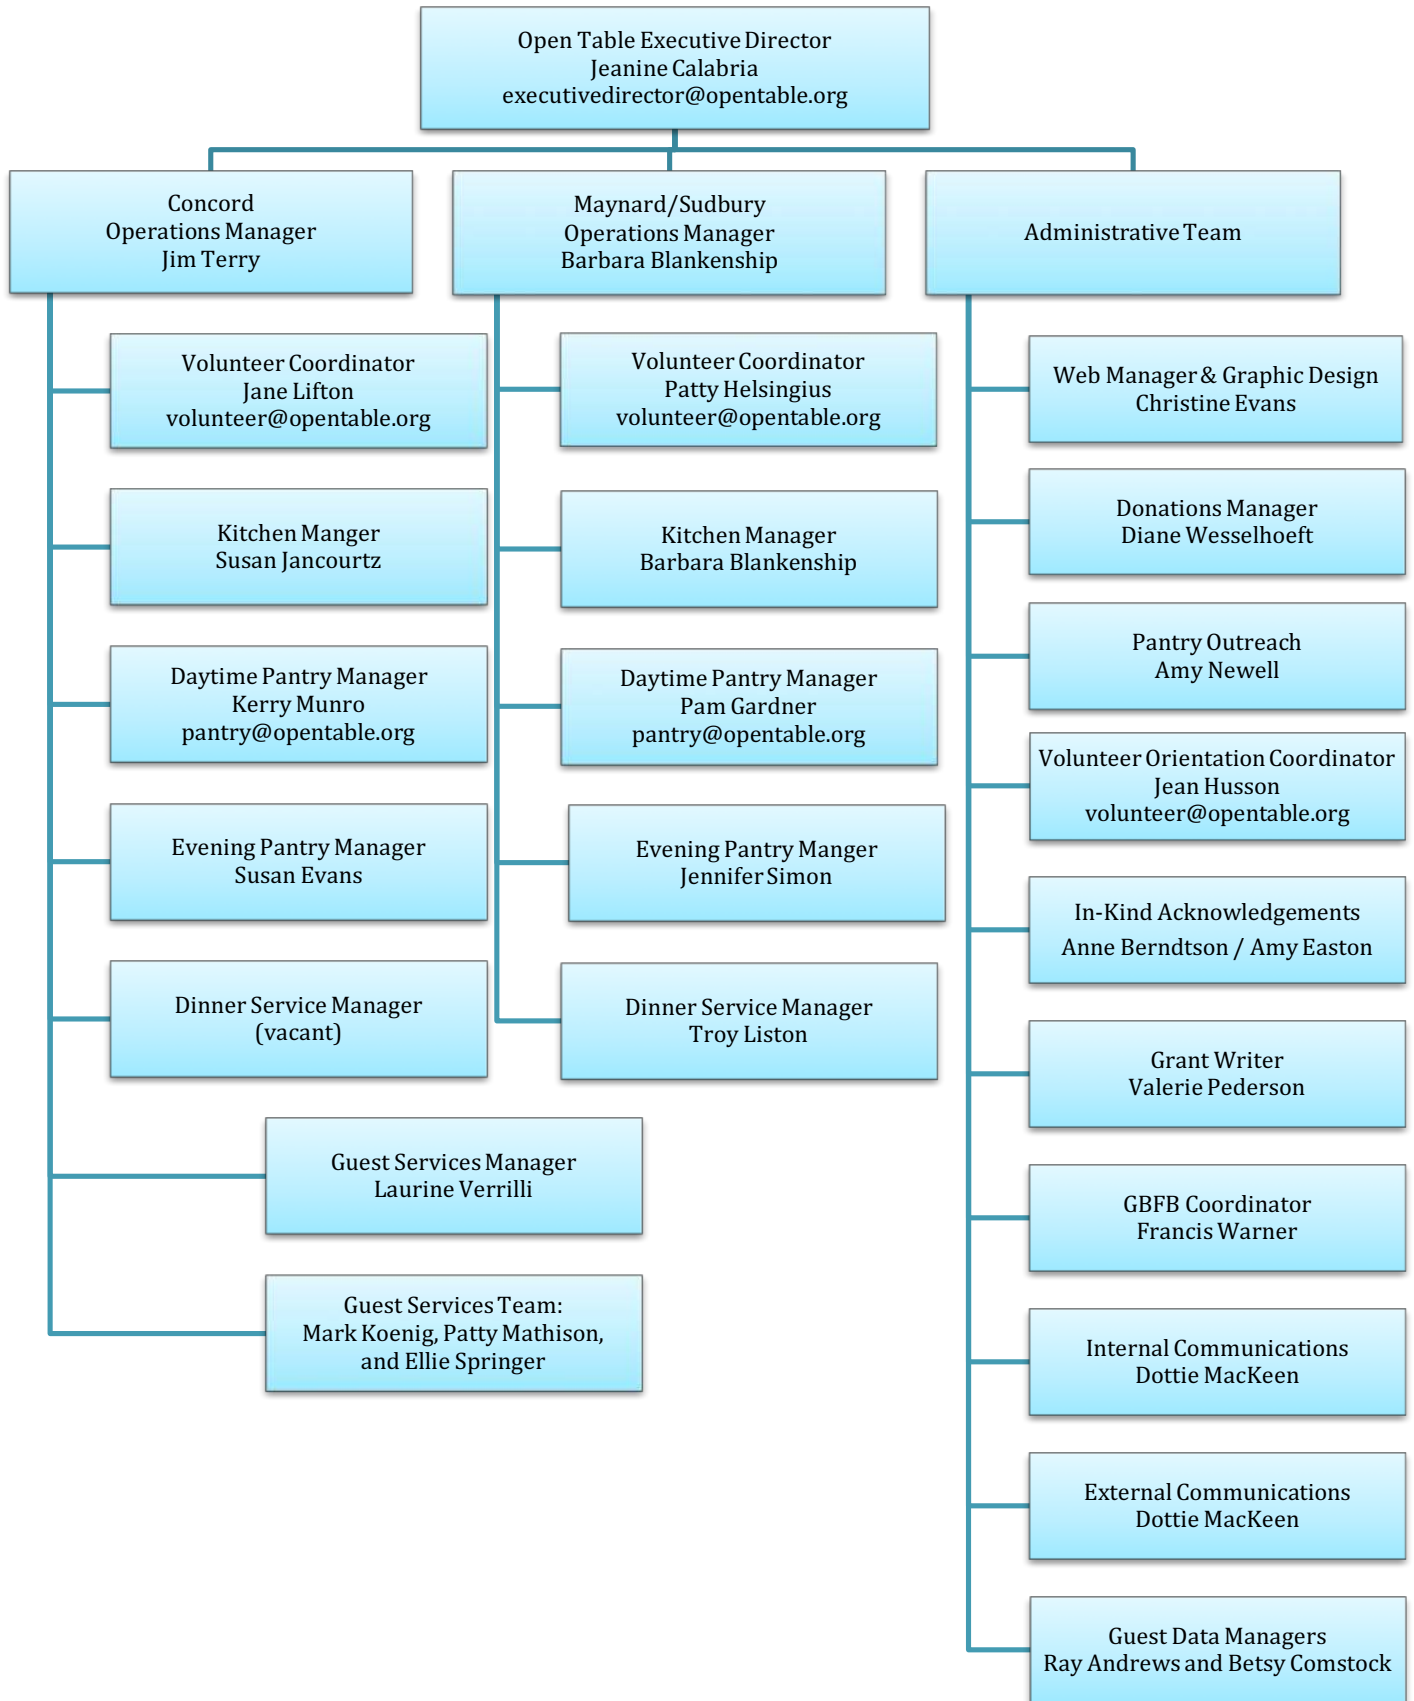 Open Table Executive Director
Jeanine Calabria
executivedirector@opentable.org
Concord
Operations Manager
Jim Terry
Volunteer Coordinator
Jane Lifton
volunteer@opentable.org
Kitchen Manger
Susan Jancourtz
Daytime Pantry Manager
Kerry Munro
pantry@opentable.org
Evening Pantry Manager
Susan Evans
Dinner Service Manager
(vacant)
Guest Services Manager
Laurine Verrilli
Guest Services Team:
Mark Koenig, Patty Mathison,
and Ellie Springer
Maynard/Sudbury
Operations Manager
Barbara Blankenship
Volunteer Coordinator
Patty Helsingius
volunteer@opentable.org
Kitchen Manager
Barbara Blankenship
Daytime Pantry Manager
Pam Gardner
pantry@opentable.org
Evening Pantry Manger
Jennifer Simon
Dinner Service Manager
Troy Liston
Administrative Team
Web Manager & Graphic Design
Christine Evans
Donations Manager
Diane Wesselhoeft
Pantry Outreach
Amy Newell
Volunteer Orientation Coordinator
Jean Husson
volunteer@opentable.org
In-Kind Acknowledgements
Anne Berndtson / Amy Easton
Grant Writer
Valerie Pederson
GBFB Coordinator
Francis Warner
Internal Communications
Dottie MacKeen
External Communications
Dottie MacKeen
Guest Data Managers
Ray Andrews and Betsy Comstock